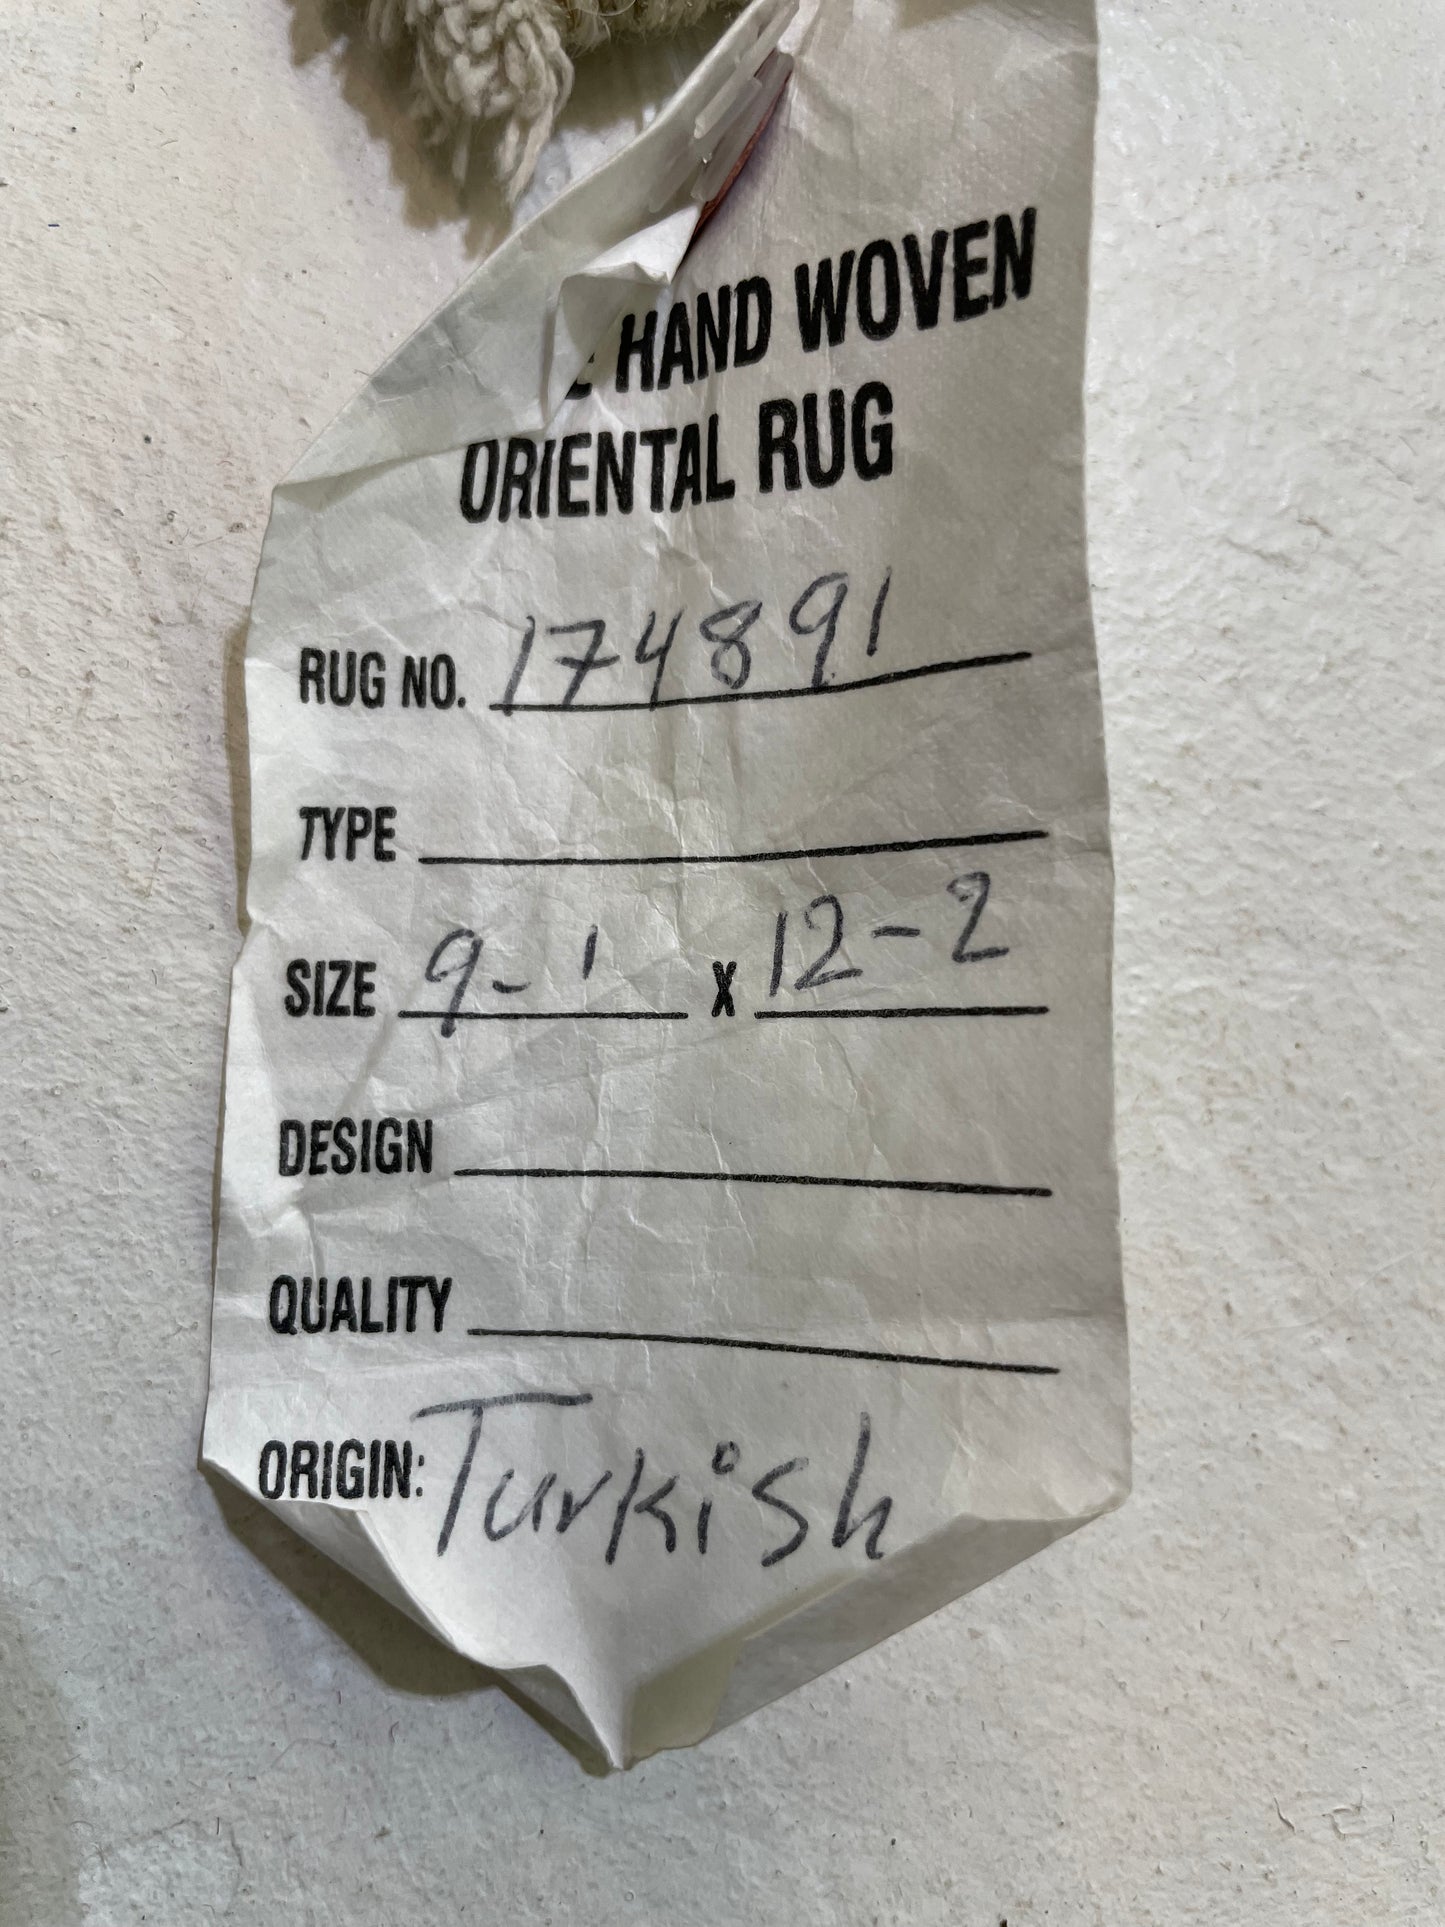 HAND WOVEN
ORIENTAL RUG
RUG NO. 174891
TYPE
SIZE 9-1 X 12-2
DESIGN
QUALITY
ORIGIN: Turkish